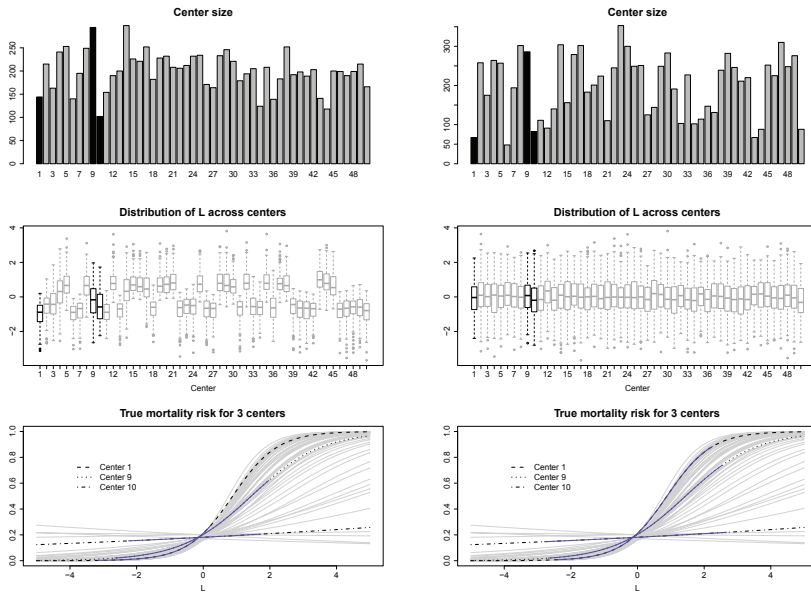 Center size
0 50 100 150 200 250
1 3 5 7 9 12 15 18 21 24 27 30 33 36 39 42 45 48
Distribution of L across centers
−2 0 2 4
1 3 5 7 9 12 15 18 21 24 27 30 33 36 39 42 45 48
Center
True mortality risk for 3 centers
0.0 0.2 0.4 0.6 0.8 1.0
Center 1
Center 9
Center 10
−4 −2 0 2 4
L
Center size
0 50 100 150 200 250 300
1 3 5 7 9 12 15 18 21 24 27 30 33 36 39 42 45 48
Distribution of L across centers
−2 0 2 4
1 3 5 7 9 12 15 18 21 24 27 30 33 36 39 42 45 48
Center
True mortality risk for 3 centers
0.0 0.2 0.4 0.6 0.8 1.0
Center 1
Center 9
Center 10
−4 −2 0 2 4
L